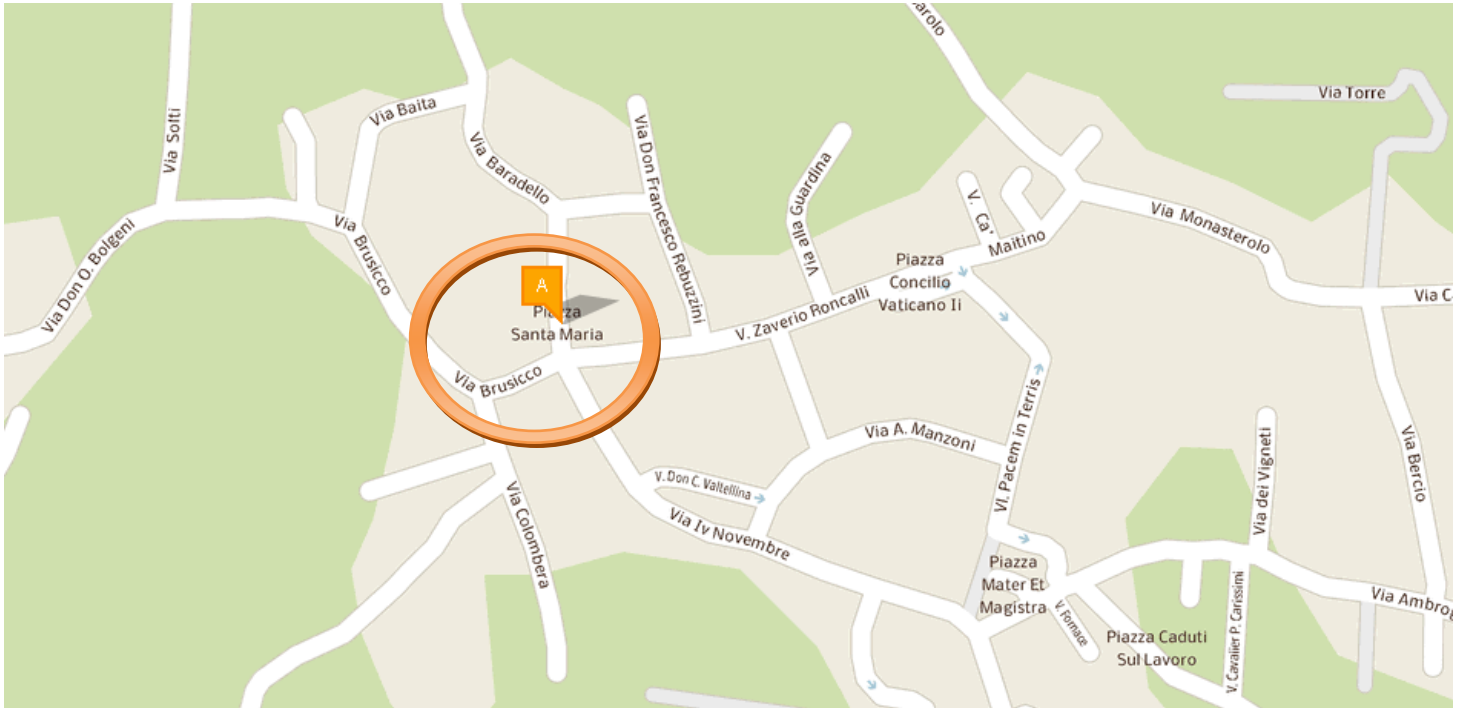 arolo
Via Torre
Via Baita
Via Solti
Via Baradello
Via Don Francesco Rebuzzini
Via alla Guardina
V. Ca'
Maitino
Via Monasterolo
Via Don O. Bolgeni
Via
Brusicco
Piazza
Concilio
Vaticano Ii
A
Piazza
Santa Maria
V. Zaverio Roncalli
Via C
Via Brusicco
Vl. Pacem in Terris
Via A. Manzoni
Via dei Vigneti
Via Bercio
V. Don C. Valtellina
Via Iv Novembre
Via Colombera
Piazza
Mater Et
Magistra
V. Fornace
Piazza Caduti
Sul Lavoro
V. Cavalier P. Carissimi
Via Ambrog